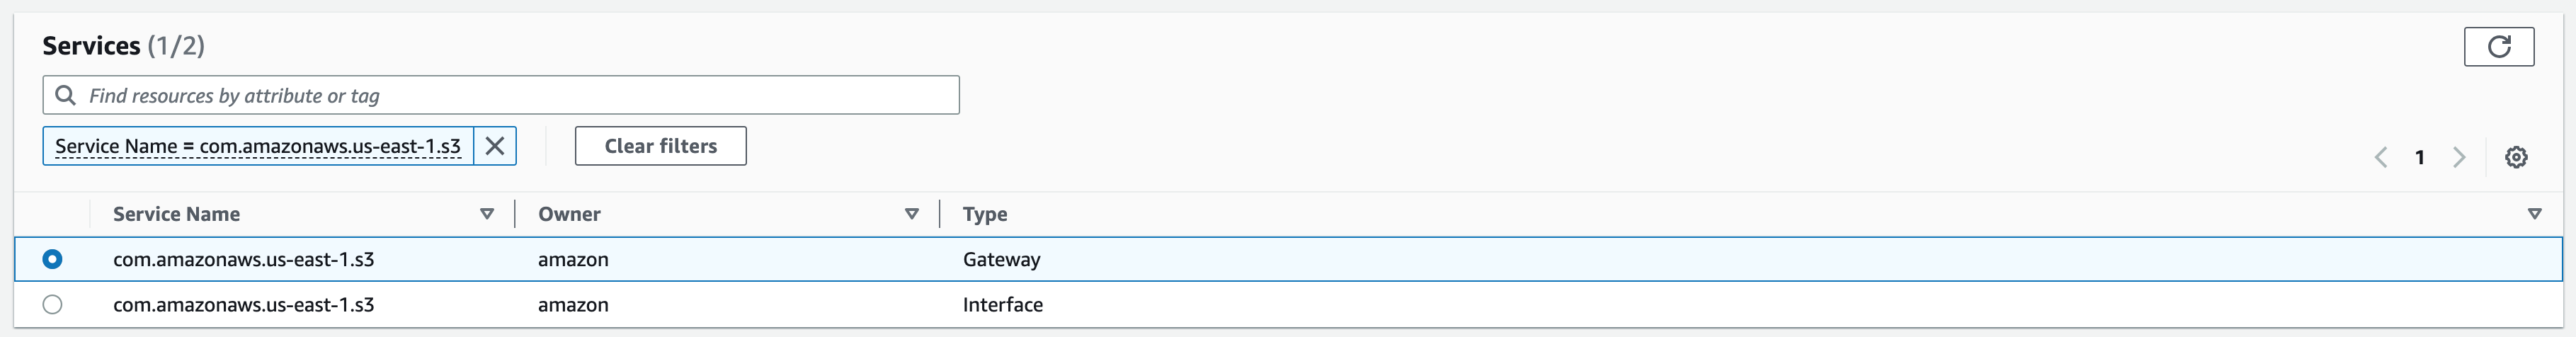 Services (1/2)
Find resources by attribute or tag
Service Name = com.amazonaws.us-east-1.s3
Clear filters
1
Service Name Owner Type
com.amazonaws.us-east-1.s3 amazon Gateway
com.amazonaws.us-east-1.s3 amazon Interface